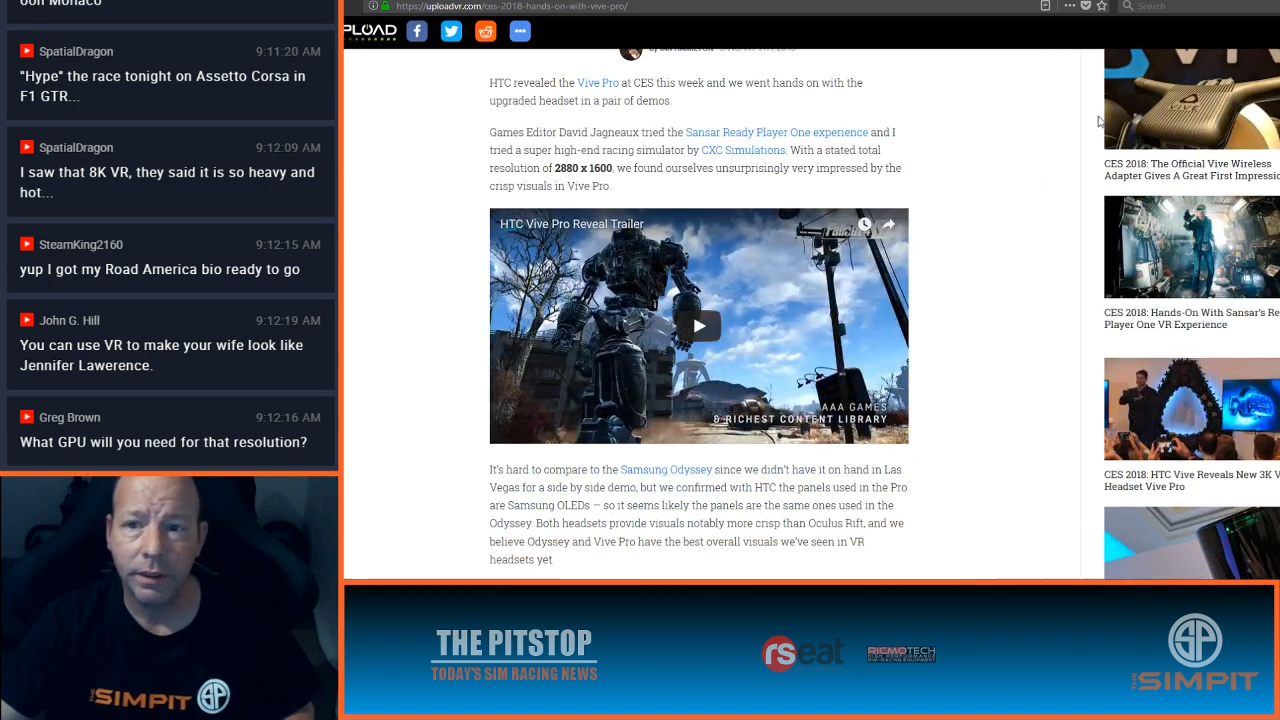 SpatialDragon 9:11:20 AM
"Hype" the race tonight on Assetto Corsa in
F1 GTR...
SpatialDragon 9:12:09 AM
I say that 8K VR, they said it is so heavy and
hot...
SteamKing2160 9:12:15 AM
yup I got my Road America bio ready to go
John G. Hill 9:12:19 AM
You can use VR to make your wife look like
Jennifer Lawerence.
Greg Brown 9:12:16 AM
What GPU will you need for that resolution?
SIMPIT SP
https://uploadvr.com/ces-2018-hands-on-with-vive-pro/
Search
HTC revealed the Vive Pro at CES this week and we went hands on with the
upgraded headset in a pair of demos.
Games Editor David Jagneaux tried the Sansar Ready Player One experience and I
tried a super high-end racing simulator by CXC Simulations. With a stated total
resolution of 2880 x 1600, we found ourselves unsurprisingly very impressed by the
crisp visuals in Vive Pro.
HTC Vive Pro Reveal Trailer
AAA GAMES
& RICHEST CONTENT LIBRARY
It's hard to compare to the Samsung Odyssey since we didn't have it on hand in Las
Vegas for a side by side demo, but we confirmed with HTC the panels used in the Pro
are Samsung OLEDs — so it seems likely the panels are the same ones used in the
Odyssey. Both headsets provide visuals notably more crisp than Oculus Rift, and we
believe Odyssey and Vive Pro have the best overall visuals we've seen in VR
headsets yet.
VIVE
CES 2018: The Official Vive Wireless
Adapter Gives A Great First Impressio
CES 2018: Hands-On With Sansar's Re
Player One VR Experience
CES 2018: HTC Vive Reveals New 3K V
Headset Vive Pro
THE PITSTOP
TODAY'S SIM RACING NEWS
rseat
RICMOTECH
SP
THE SIMPIT